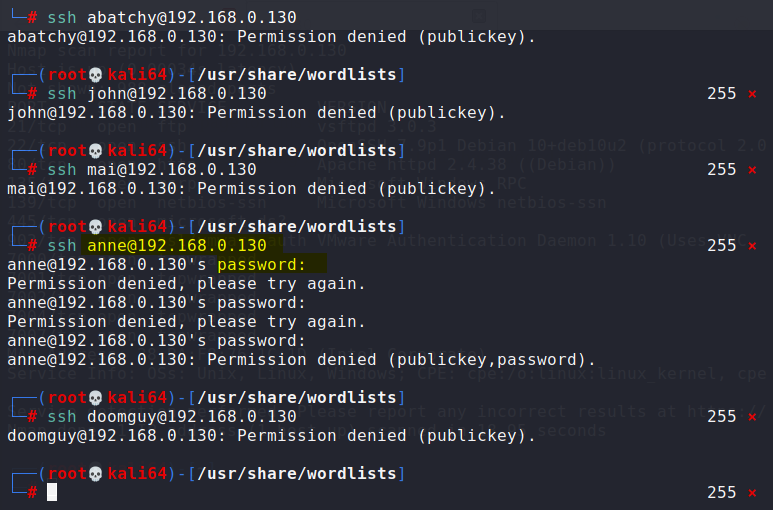 └─# ssh abatchy@192.168.0.130
abatchy@192.168.0.130: Permission denied (publickey).
┌──(root💀kali64)-[/usr/share/wordlists]
└─# ssh john@192.168.0.130 255 ⨯
john@192.168.0.130: Permission denied (publickey).
┌──(root💀kali64)-[/usr/share/wordlists]
└─# ssh mai@192.168.0.130 255 ⨯
mai@192.168.0.130: Permission denied (publickey).
┌──(root💀kali64)-[/usr/share/wordlists]
└─# ssh anne@192.168.0.130 255 ⨯
anne@192.168.0.130's password:
Permission denied, please try again.
anne@192.168.0.130's password:
Permission denied, please try again.
anne@192.168.0.130's password:
anne@192.168.0.130: Permission denied (publickey,password).
┌──(root💀kali64)-[/usr/share/wordlists]
└─# ssh doomguy@192.168.0.130 255 ⨯
doomguy@192.168.0.130: Permission denied (publickey).
┌──(root💀kali64)-[/usr/share/wordlists]
└─# 255 ⨯